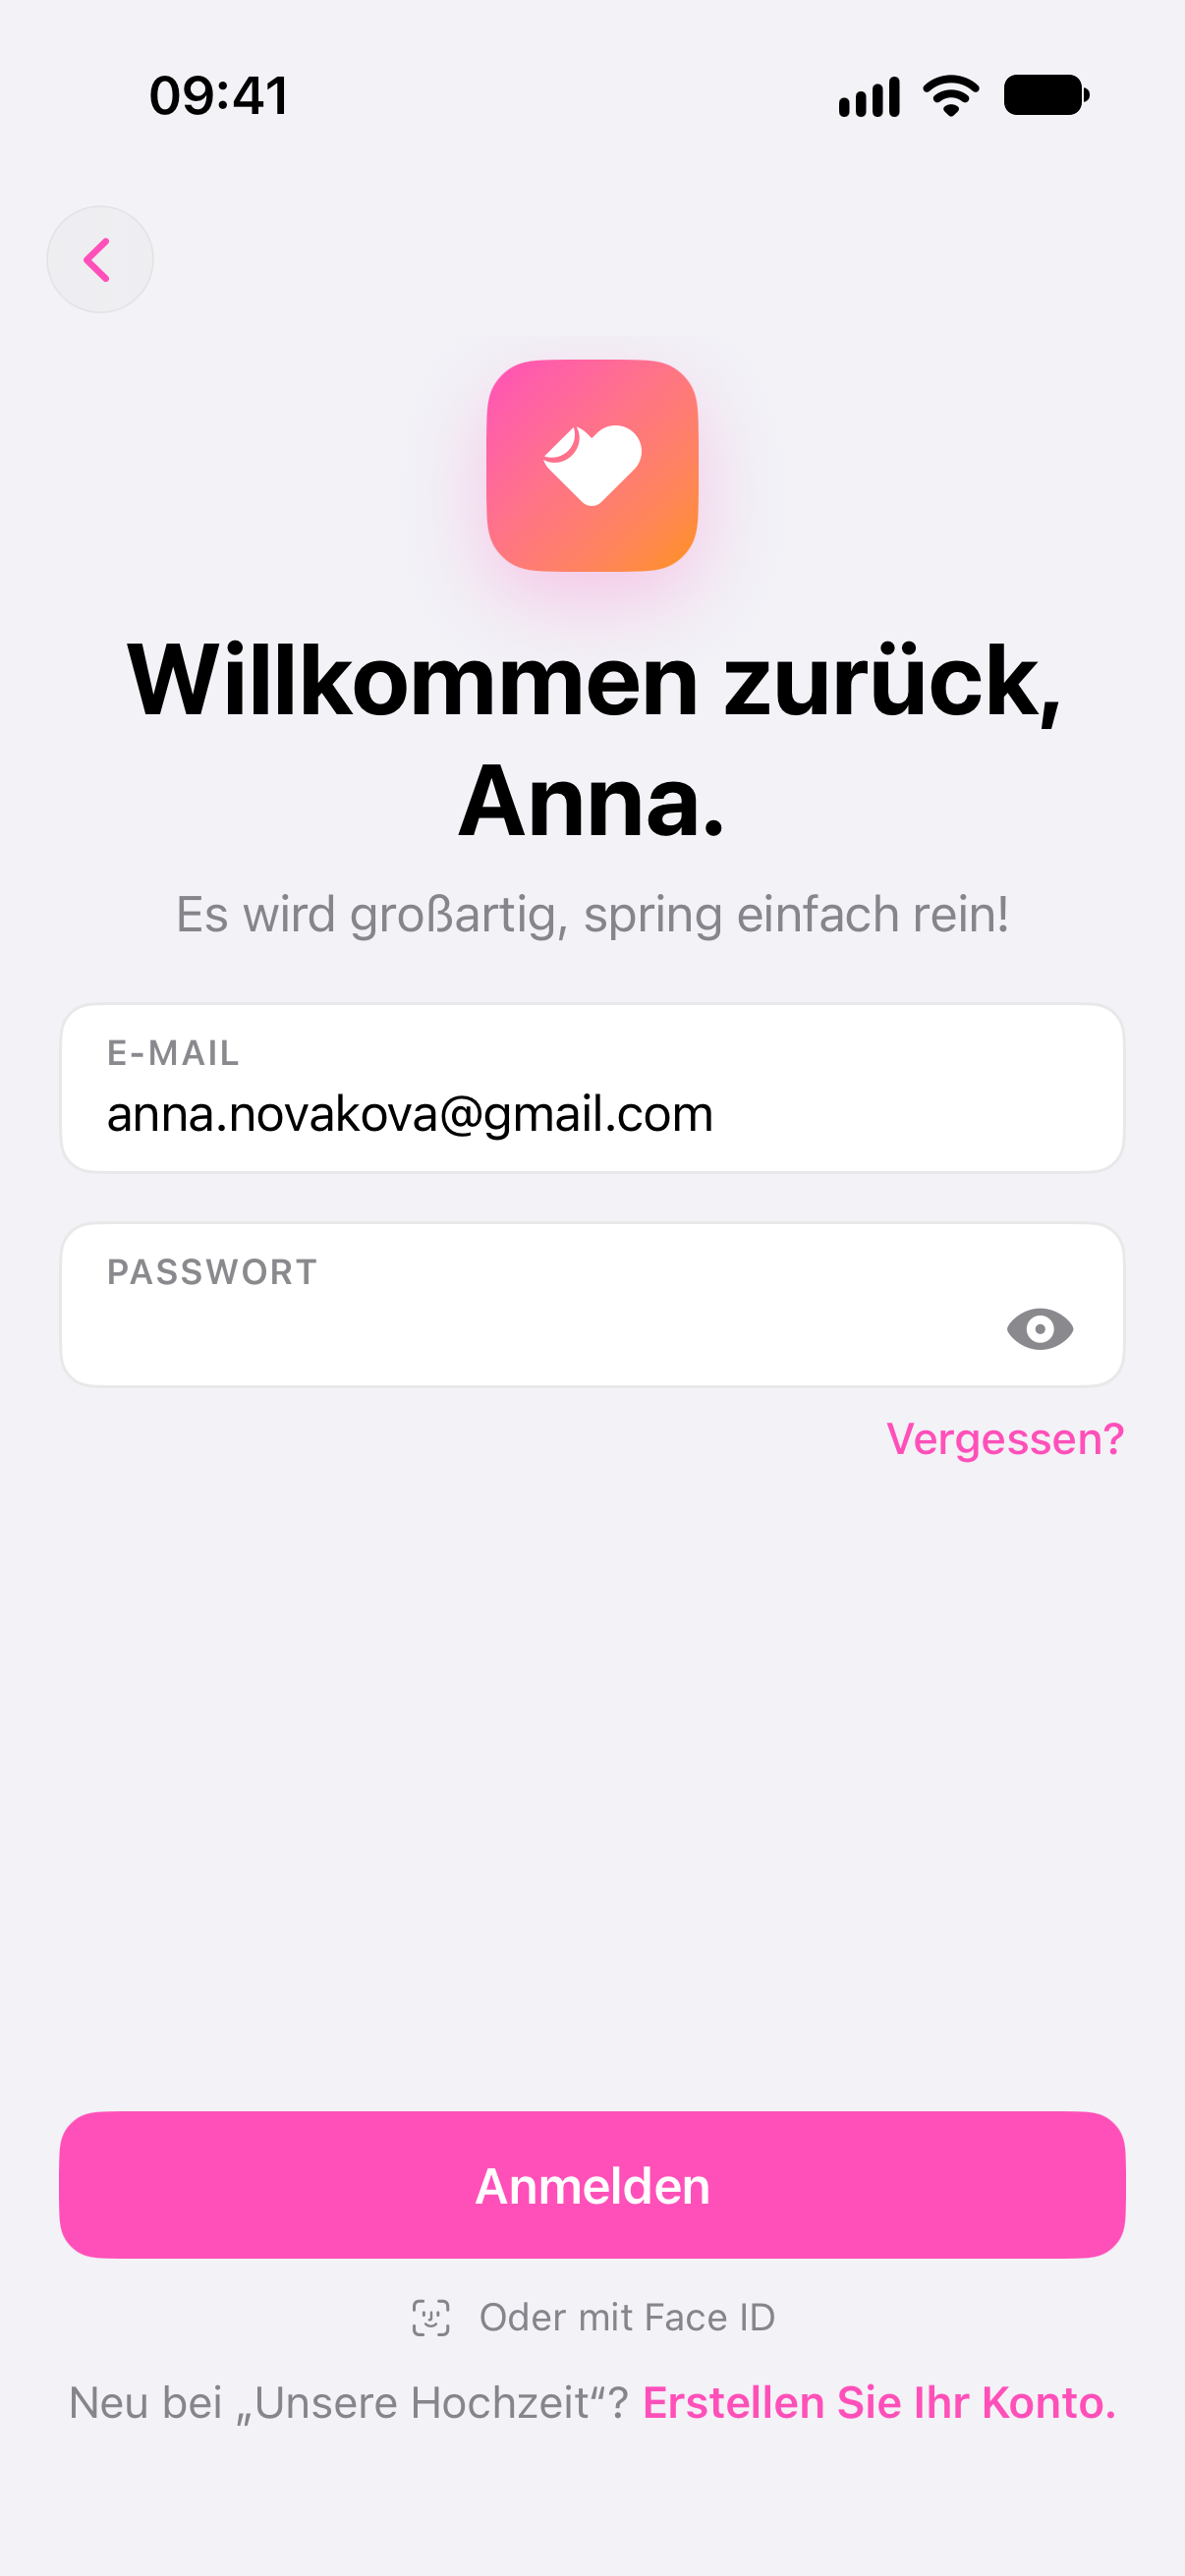 09:41
Willkommen zurück,
Anna.
Es wird großartig, spring einfach rein!
E-MAIL
anna.novakova@gmail.com
PASSWORT
Vergessen?
Anmelden
Oder mit Face ID
Neu bei „Unsere Hochzeit“? Erstellen Sie Ihr Konto.